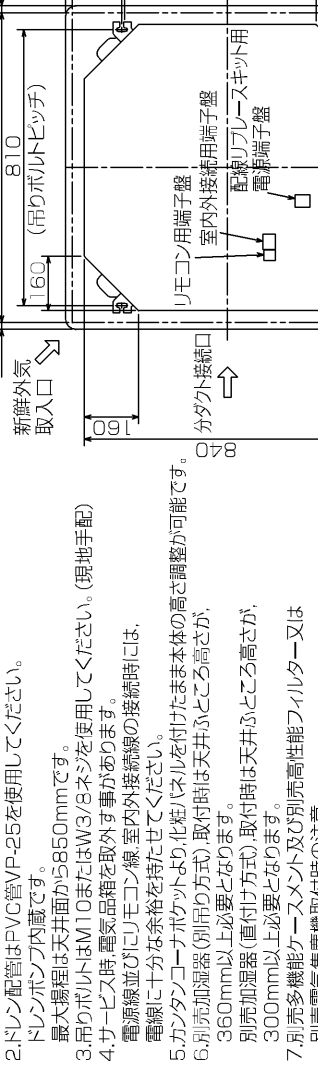 2.ドレン配管はPVC管VP-25を使用してください。
ドレンポンプ内蔵です。
最大揚程は天井面から850mmです。
3.吊りボルトはM10またはW3/8ネジを使用してください。(現地手配)
4.サービス時,電気品箱を取外す事があります。
電源線並びにリモコン線,室内外接続線の接続時には,
電線に十分な余裕を持たせてください。
5.カンタンコーナポケットより,化粧パネルを付けたまま本体の高さ調整が可能です。
6.別売加湿器(別吊り方式),取付時は天井ふところ高さが,
360mm以上必要となります。
別売加湿器(直付け方式),取付時は天井ふところ高さが,
300mm以上必要となります。
7.別売多機能ケースメント及び別売高性能フィルター又は
別売電気集塵機取付時の注意
新鮮外気
取入口
160
810
(吊りボルトピッチ)
160
840
分ダクト接続口
リモコン用端子盤
室内外接続用端子盤
配線リプレースキット用
電源端子盤